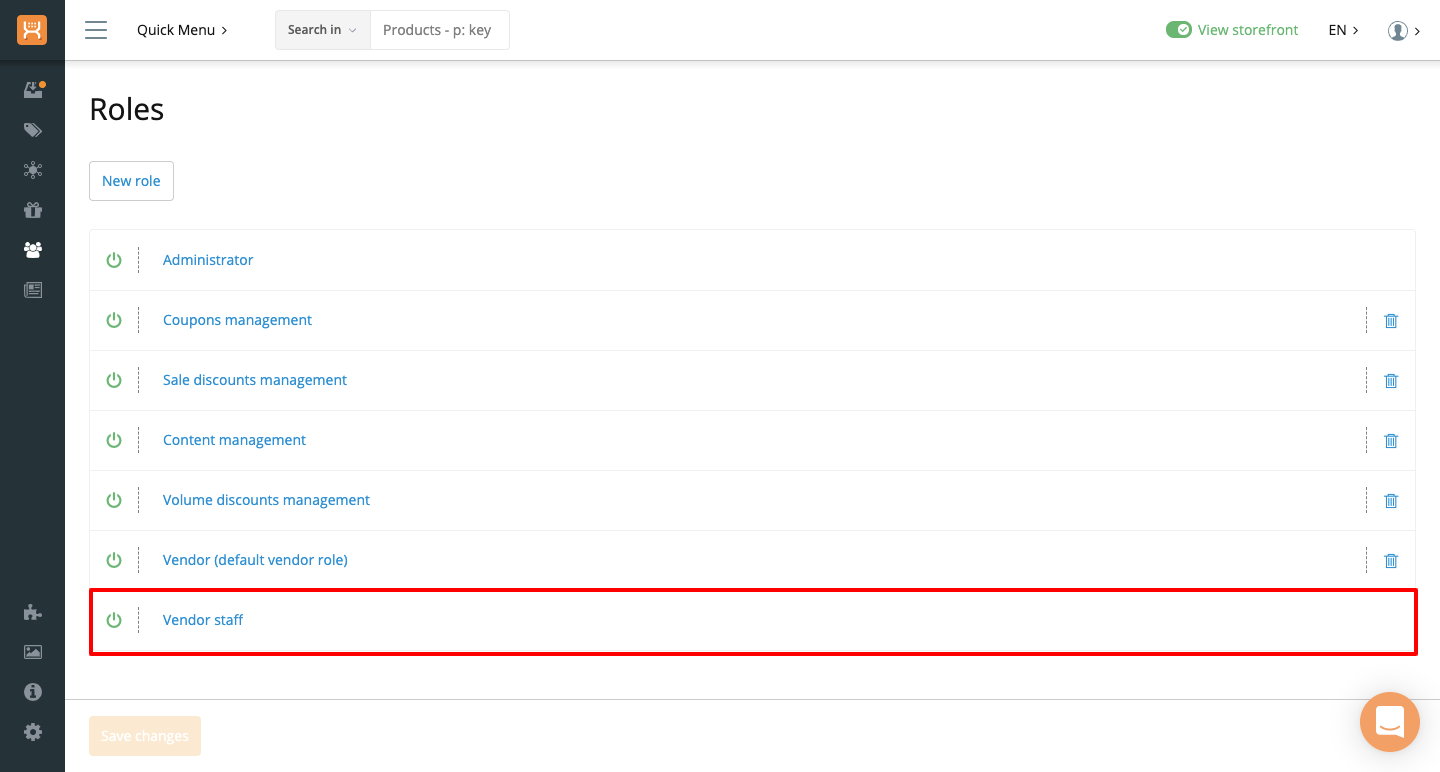 Quick Menu
Search in
Products - p: key
View storefront
EN
Roles
New role
Administrator
Coupons management
Sale discounts management
Content management
Volume discounts management
Vendor (default vendor role)
Vendor staff
Save changes